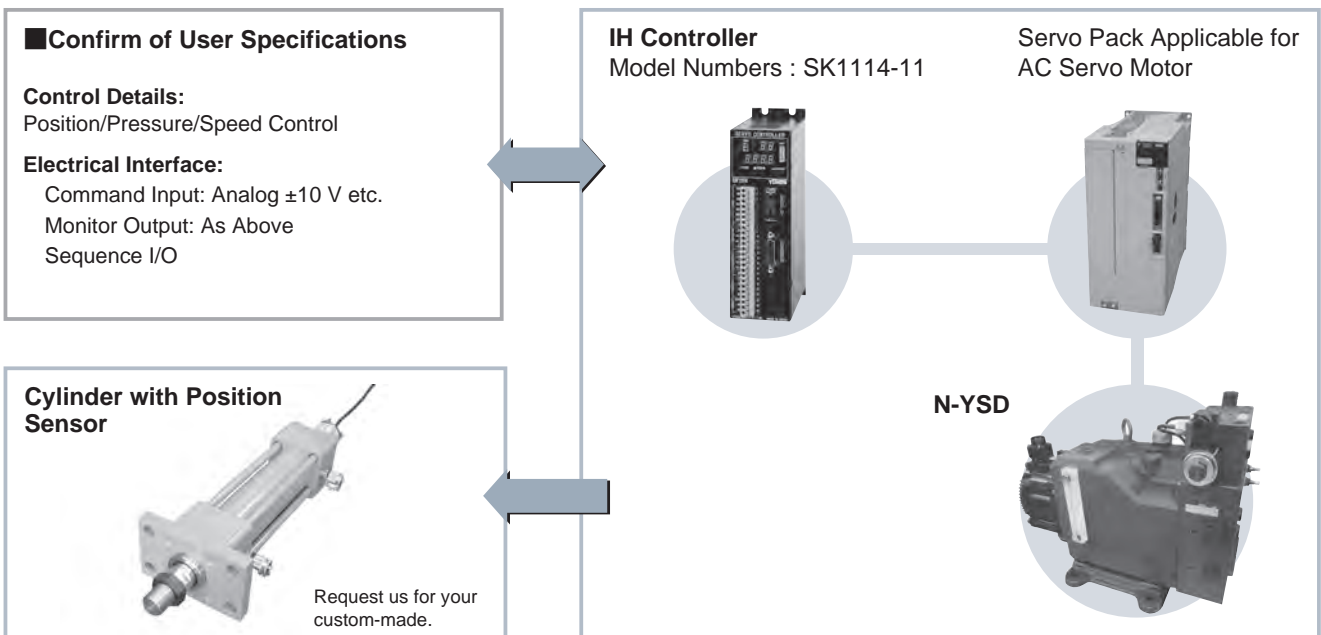 ■Confirm of User Specifications
Control Details:
Position/Pressure/Speed Control
Electrical Interface:
Command Input: Analog ±10 V etc.
Monitor Output: As Above
Sequence I/O
IH Controller
Model Numbers : SK1114-11
Servo Pack Applicable for
AC Servo Motor
SERVO CONTROLLER
N-YSD
Cylinder with Position
Sensor
Request us for your
custom-made.